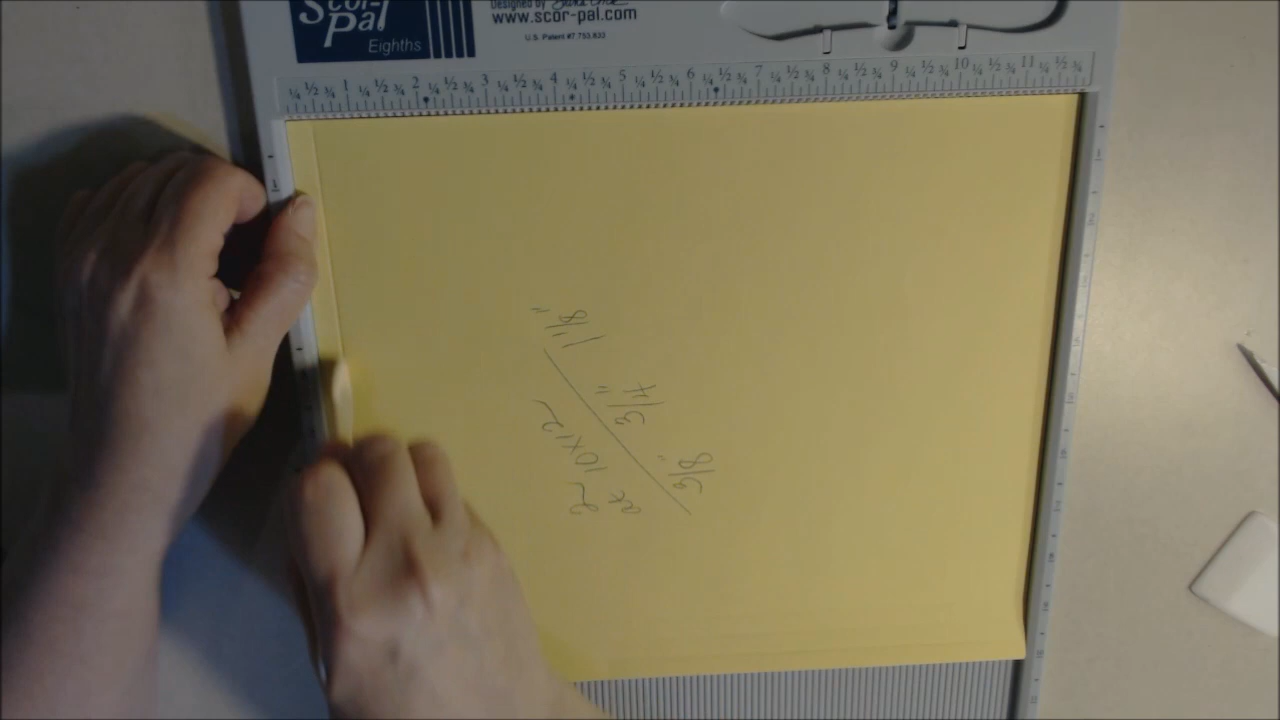 Scor-
Pal
Eighths
Designed by
www.scor-pal.com
U.S. Patent #7,753,833
¼ ½ ¾ 1 ¼ ½ ¾ 2 ¼ ½ ¾ 3 ¼ ½ ¾ 4 ¼ ½ ¾ 5 ¼ ½ ¾ 6 ¼ ½ ¾ 7 ¼ ½ ¾ 8 ¼ ½ ¾ 9 ¼ ½ ¾ 10 ¼ ½ ¾ 11 ¼ ½ ¾
1
10x12
3/8" 3/4" 1 1/8"